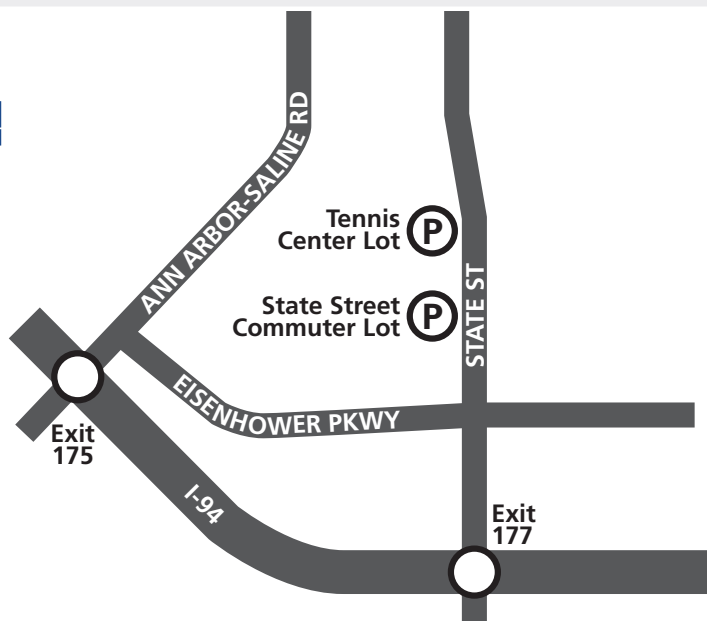 ANN ARBOR-SALINE RD
Tennis
Center Lot
P
State Street
Commuter Lot
P
STATE ST
EISENHOWER PKWY
Exit
175
I-94
Exit
177